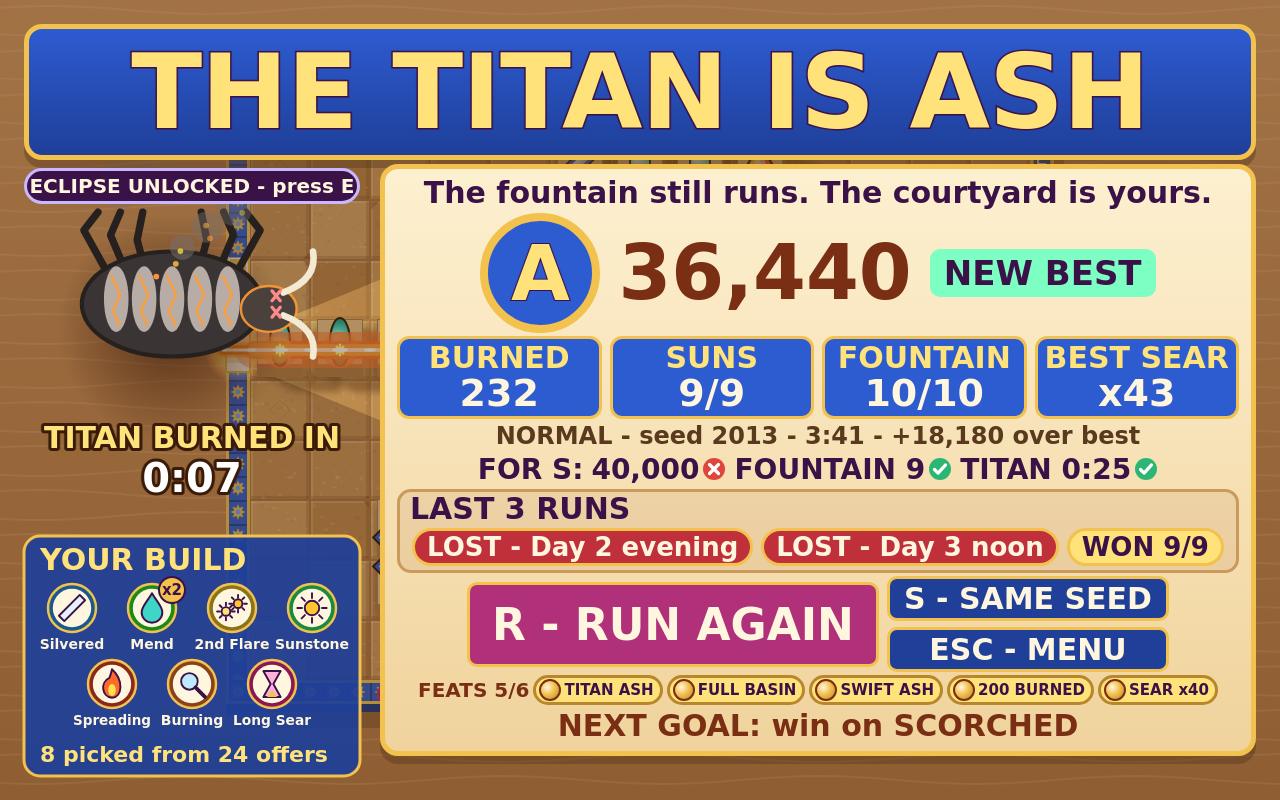 THE TITAN IS ASH
ECLIPSE UNLOCKED - press E
The fountain still runs. The courtyard is yours.
A 36,440 NEW BEST
BURNED SUNS FOUNTAIN BEST SEAR
232 9/9 10/10 x43
NORMAL - seed 2013 - 3:41 - +18,180 over best
FOR S: 40,000 FOUNTAIN 9 TITAN 0:25
TITAN BURNED IN
0:07
LAST 3 RUNS
LOST - Day 2 evening LOST - Day 3 noon WON 9/9
YOUR BUILD
x2
Silvered Mend 2nd Flare Sunstone
Spreading Burning Long Sear
8 picked from 24 offers
R - RUN AGAIN
S - SAME SEED
ESC - MENU
FEATS 5/6 TITAN ASH FULL BASIN SWIFT ASH 200 BURNED SEAR x40
NEXT GOAL: win on SCORCHED